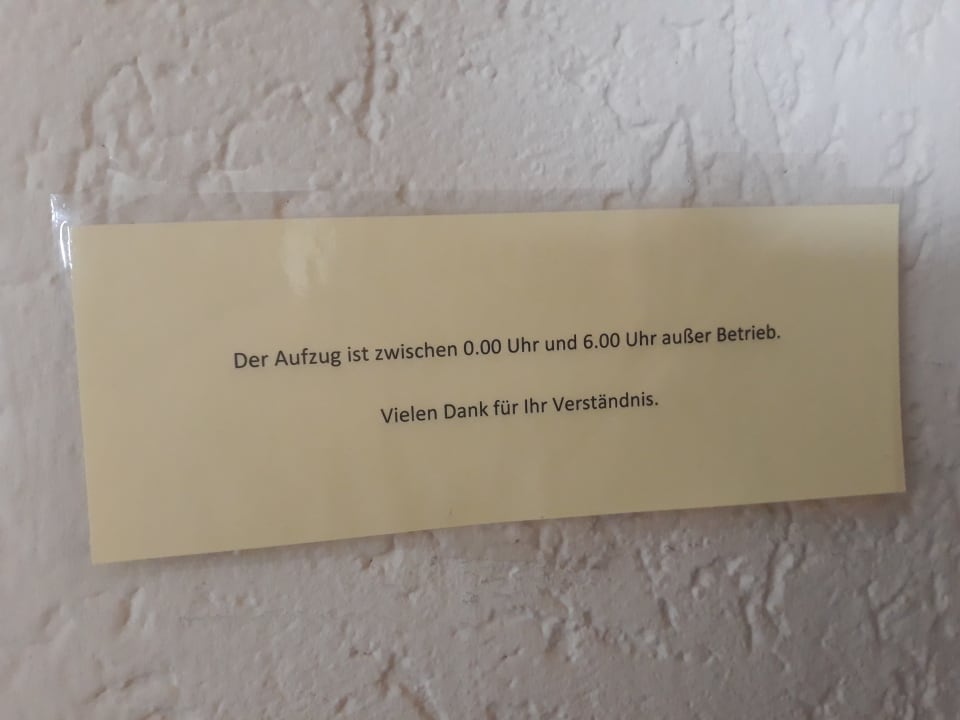 Der Aufzug ist zwischen 0.00 Uhr und 6.00 Uhr außer Betrieb.
Vielen Dank für Ihr Verständnis.